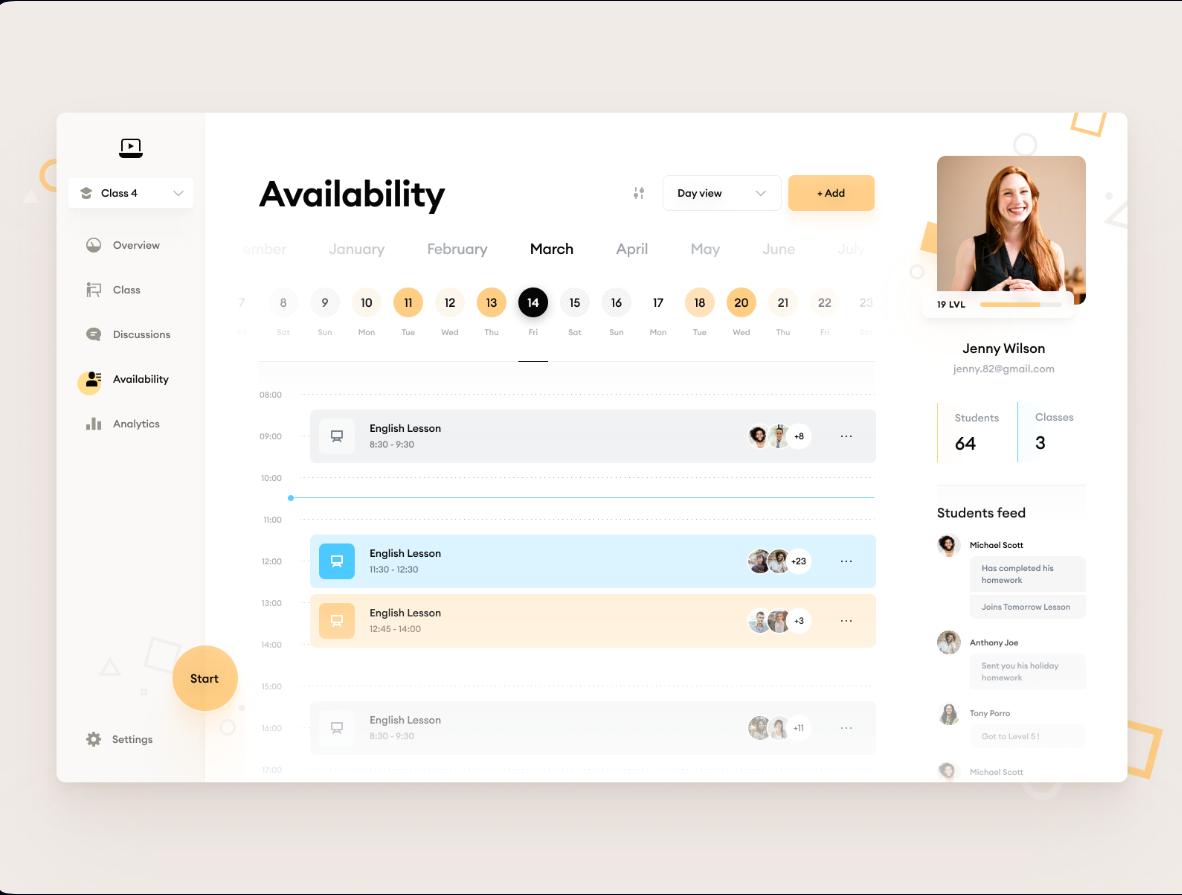 Class 4
Overview
Class
Discussions
Availability
Analytics
Start
Settings
Availability
Day view
+ Add
ember January February March April May June July
7 8 9 10 11 12 13 14 15 16 17 18 20 21 22 23
Sat Sun Mon Tue Wed Thu Fri Sat Sun Mon Tue Wed Thu Fri
08:00
English Lesson
09:00
8:30 - 9:30
+8
10:00
11:00
English Lesson
12:00
11:30 - 12:30
+23
13:00
English Lesson
12:45 - 14:00
+3
14:00
15:00
English Lesson
16:00
8:30 - 9:30
+11
17:00
19 LVL
Jenny Wilson
jenny.82@gmail.com
Students Classes
64 3
Students feed
Michael Scott
Has completed his
homework
Joins Tomorrow Lesson
Anthony Joe
Sent you his holiday
homework
Tony Porro
Got to Level 5 !
Michael Scott